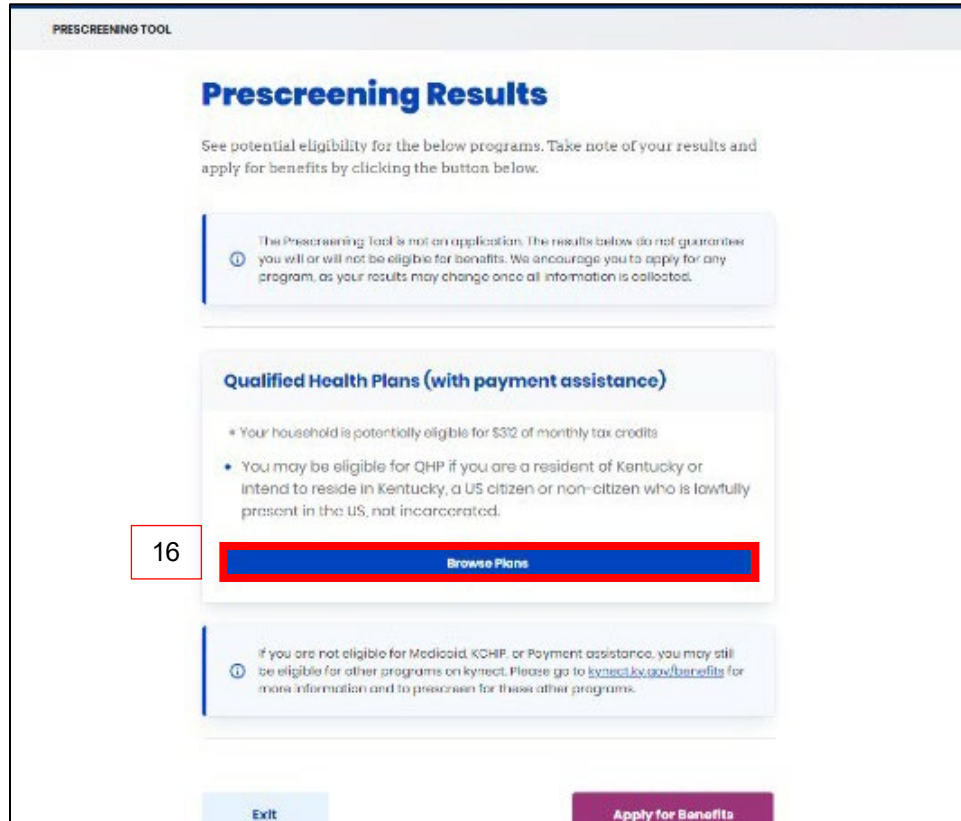 PRESCREENING TOOL
Prescreening Results
See potential eligibility for the below programs. Take note of your results and
apply for benefits by clicking the button below.
The Prescreening Tool is not an application. The results below do not guarantee
you will or will not be eligible for benefits. We encourage you to apply for any
program, as your results may change once all information is collected.
Qualified Health Plans (with payment assistance)
• Your household is potentially eligible for $312 of monthly tax credits
• You may be eligible for QHP if you are a resident of Kentucky or
intend to reside in Kentucky, a US citizen or non-citizen who is lawfully
present in the US, not incarcerated.
16
Browse Plans
If you are not eligible for Medicaid, KCHIP, or Payment assistance, you may still
be eligible for other programs on kynect. Please go to kynect.ky.gov/benefits for
more information and to prescreen for these other programs.
Exit
Apply for Benefits